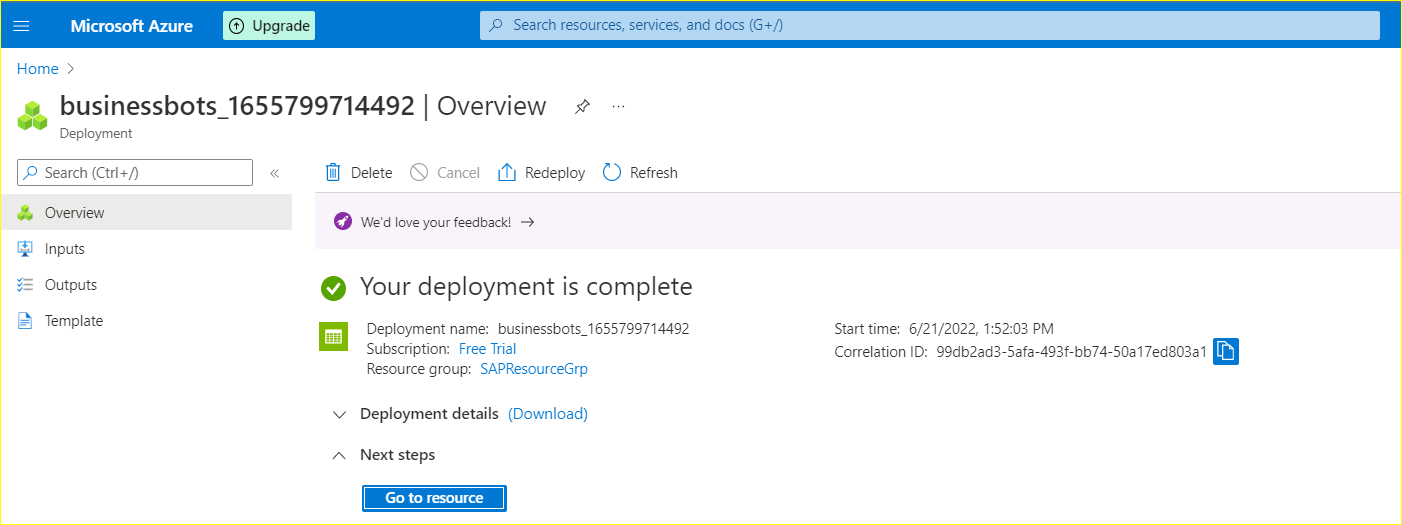 Microsoft Azure Upgrade Search resources, services, and docs (G+/)
Home
businessbots_1655799714492 | Overview
Deployment
Search (Ctrl+/)
Overview
Inputs
Outputs
Template
Delete Cancel Redeploy Refresh
We'd love your feedback!
Your deployment is complete
Deployment name: businessbots_1655799714492
Subscription: Free Trial
Resource group: SAPResourceGrp
Start time: 6/21/2022, 1:52:03 PM
Correlation ID: 99db2ad3-5afa-493f-bb74-50a17ed803a1
Deployment details (Download)
Next steps
Go to resource